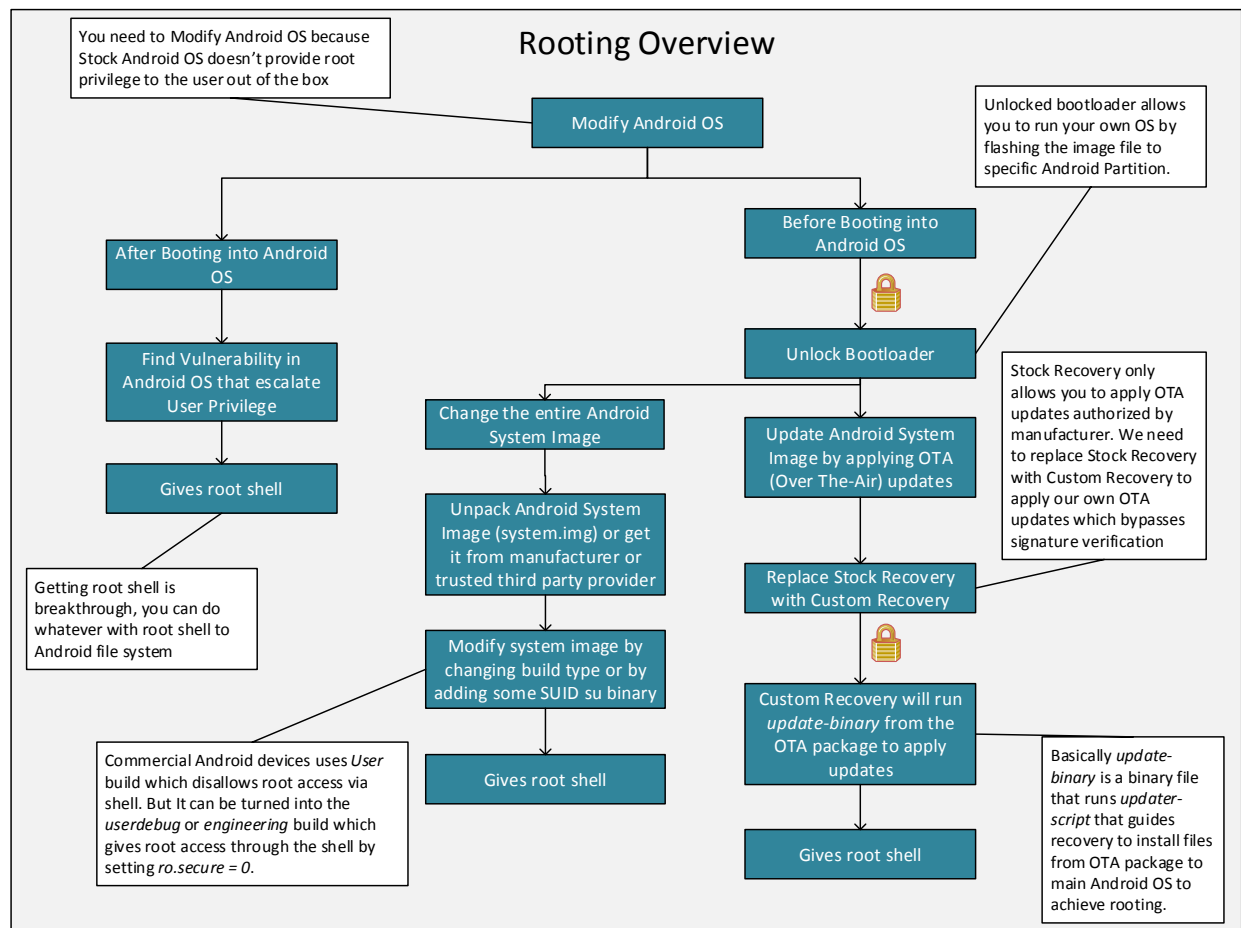 Rooting Overview
You need to Modify Android OS because
Stock Android OS doesn’t provide root
privilege to the user out of the box
Modify Android OS
Unlocked bootloader allows
you to run your own OS by
flashing the image file to
specific Android Partition.
After Booting into Android
OS
Before Booting into
Android OS
Find Vulnerability in
Android OS that escalate
User Privilege
Unlock Bootloader
Gives root shell
Getting root shell is
breakthrough, you can do
whatever with root shell to
Android file system
Change the entire Android
System Image
Unpack Android System
Image (system.img) or get
it from manufacturer or
trusted third party provider
Modify system image by
changing build type or by
adding some SUID su binary
Gives root shell
Commercial Android devices uses User
build which disallows root access via
shell. But It can be turned into the
userdebug or engineering build which
gives root access through the shell by
setting ro.secure = 0.
Update Android System
Image by applying OTA
(Over The-Air) updates
Stock Recovery only
allows you to apply OTA
updates authorized by
manufacturer. We need
to replace Stock Recovery
with Custom Recovery to
apply our own OTA
updates which bypasses
signature verification
Replace Stock Recovery
with Custom Recovery
Custom Recovery will run
update-binary from the
OTA package to apply
updates
Basically update-
binary is a binary file
that runs updater-
script that guides
recovery to install files
from OTA package to
main Android OS to
achieve rooting.
Gives root shell